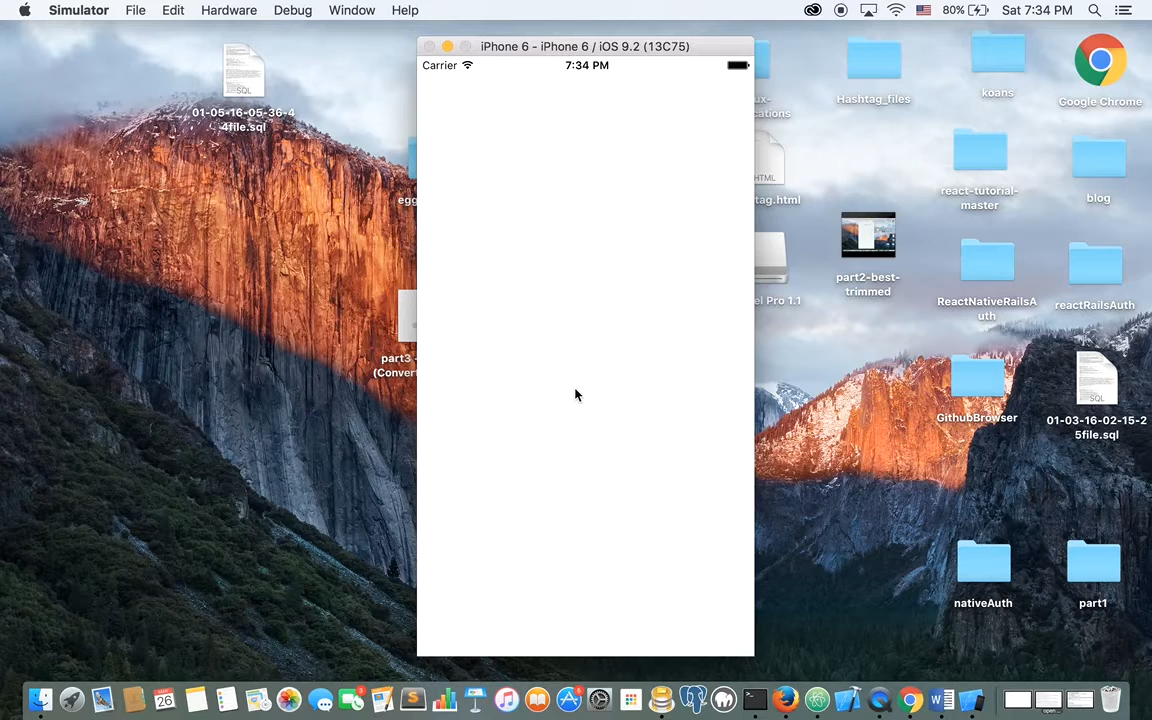 Simulator File Edit Hardware Debug Window Help
80% Sat 7:34 PM
iPhone 6 - iPhone 6 / iOS 9.2 (13C75)
Carrier 7:34 PM
SQL
01-05-16-05-36-4
4file.sql
Hashtag_files
koans
Google Chrome
HTML
tag.html
react-tutorial-
master
blog
part2-best-
trimmed
el Pro 1.1
ReactNativeRailsA
uth
reactRailsAuth
part3
(Convert
GithubBrowser
SQL
01-03-16-02-15-2
5file.sql
nativeAuth
part1